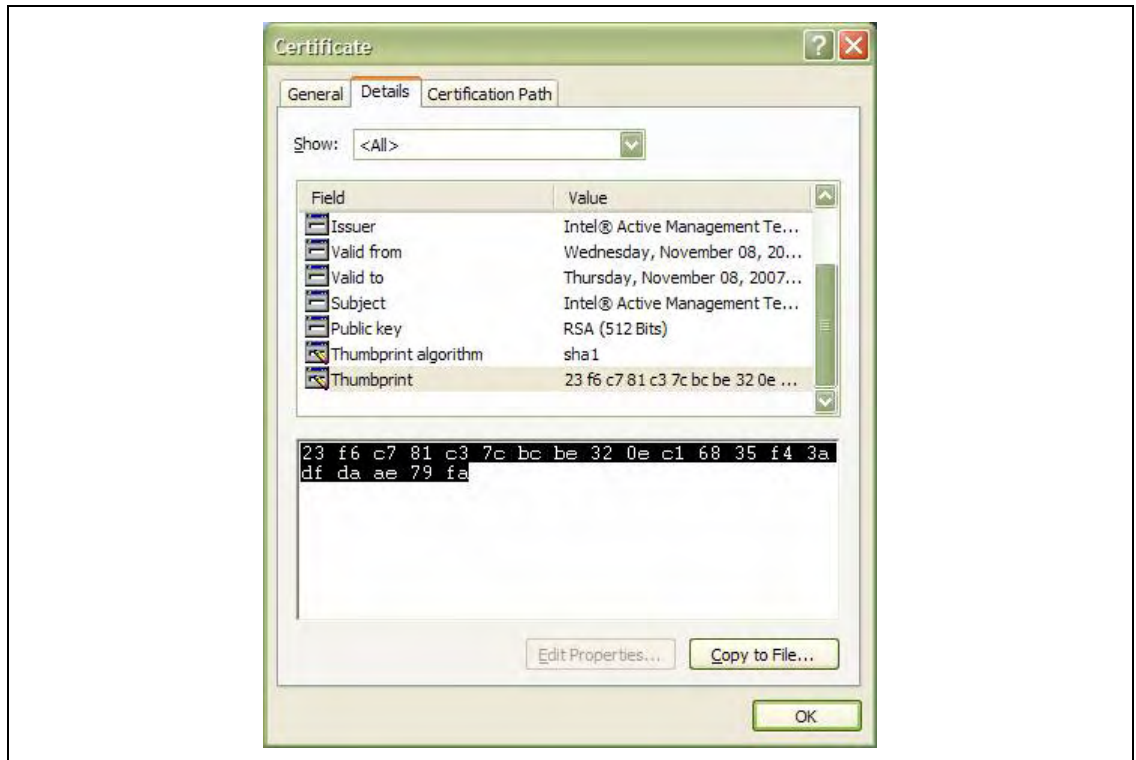 Certificate
General Details Certification Path
Show: <All>
Field Value
Issuer Intel® Active Management Te...
Valid from Wednesday, November 08, 20...
Valid to Thursday, November 08, 2007...
Subject Intel® Active Management Te...
Public key RSA (512 Bits)
Thumbprint algorithm sha1
Thumbprint 23 f6 c7 81 c3 7c bc be 32 0e ...
23 f6 c7 81 c3 7c bc be 32 0e c1 68 35 f4 3a
df da ae 79 fa
Edit Properties... Copy to File...
OK